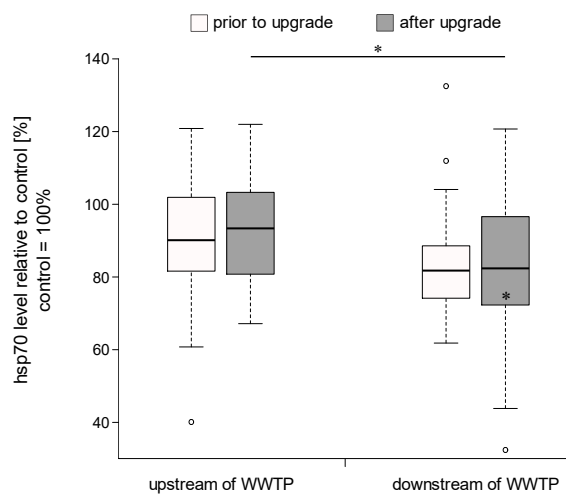 prior to upgrade
after upgrade
*
140
120
100
80
60
40
hsp70 level relative to control [%]
control = 100%
*
upstream of WWTP
downstream of WWTP